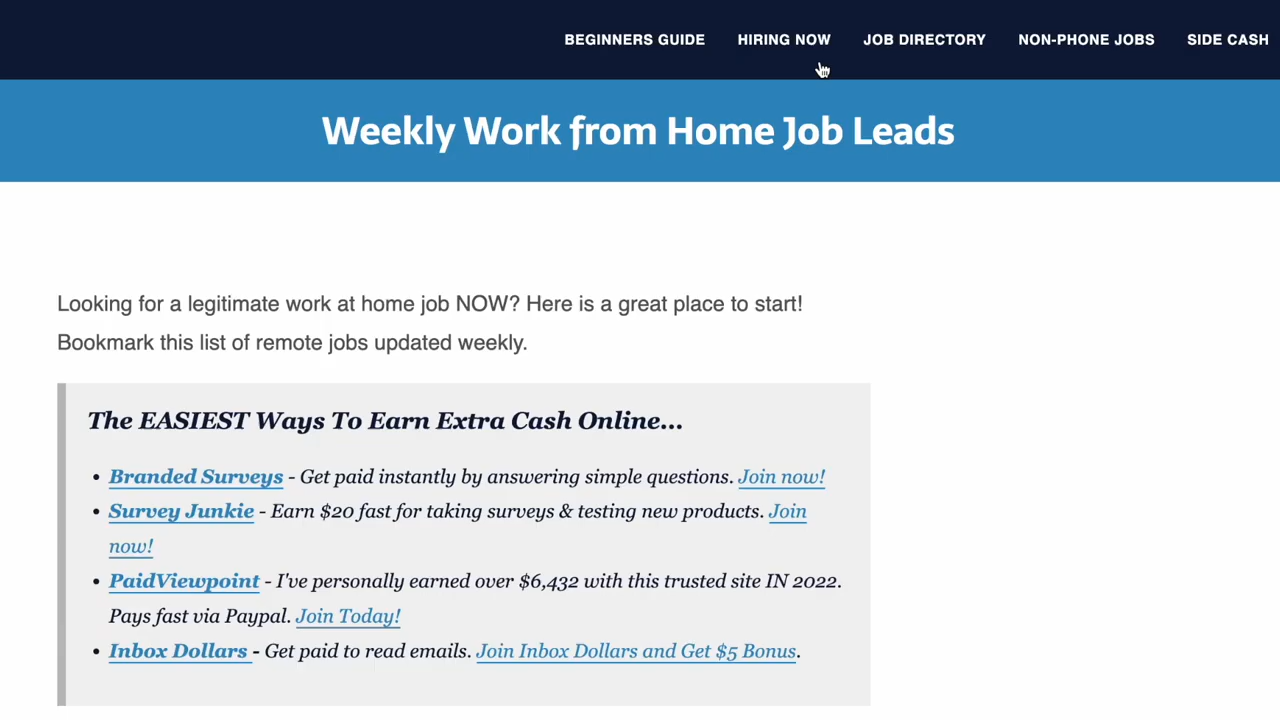 BEGINNERS GUIDE HIRING NOW JOB DIRECTORY NON-PHONE JOBS SIDE CASH
Weekly Work from Home Job Leads
Looking for a legitimate work at home job NOW? Here is a great place to start!
Bookmark this list of remote jobs updated weekly.
The EASIEST Ways To Earn Extra Cash Online...
• Branded Surveys - Get paid instantly by answering simple questions. Join now!
• Survey Junkie - Earn $20 fast for taking surveys & testing new products. Join
now!
• PaidViewpoint - I've personally earned over $6,432 with this trusted site IN 2022.
Pays fast via Paypal. Join Today!
• Inbox Dollars - Get paid to read emails. Join Inbox Dollars and Get $5 Bonus.